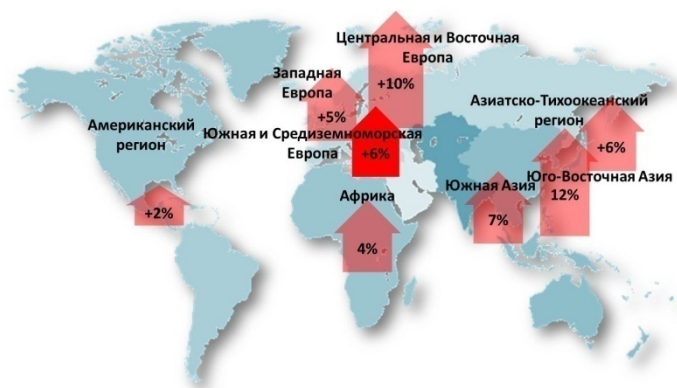 Центральная и Восточная
Европа
+10%
Западная
Европа
+5%
Азиатско-Тихоокеанский
регион
+6%
Американский
регион
+2%
Южная и Средиземноморская
Европа
+6%
Юго-Восточная Азия
12%
Южная Азия
7%
Африка
4%